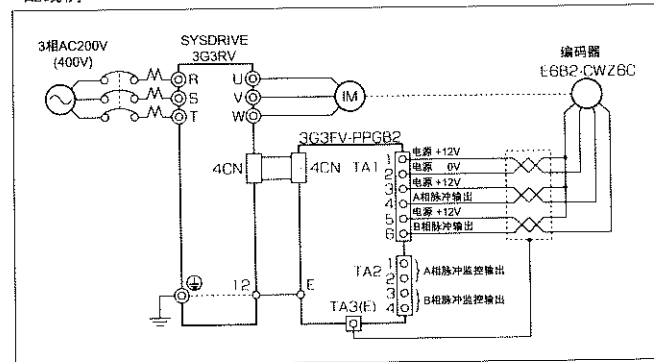 3相AC200V
(400V)
SYSDRIVE
3G3RV
R
S
T
U
V
W
IM
编码器
E6B2-CWZ6C
3G3FV-PPGB2
4CN
4CN
TA1
1 电源 +12V
2 电源 0V
3 电源 +12V
4 A相脉冲输出
5 电源 +12V
6 B相脉冲输出
TA2
1
2
A相脉冲监控输出
3
4
B相脉冲监控输出
12
E
TA3(E)